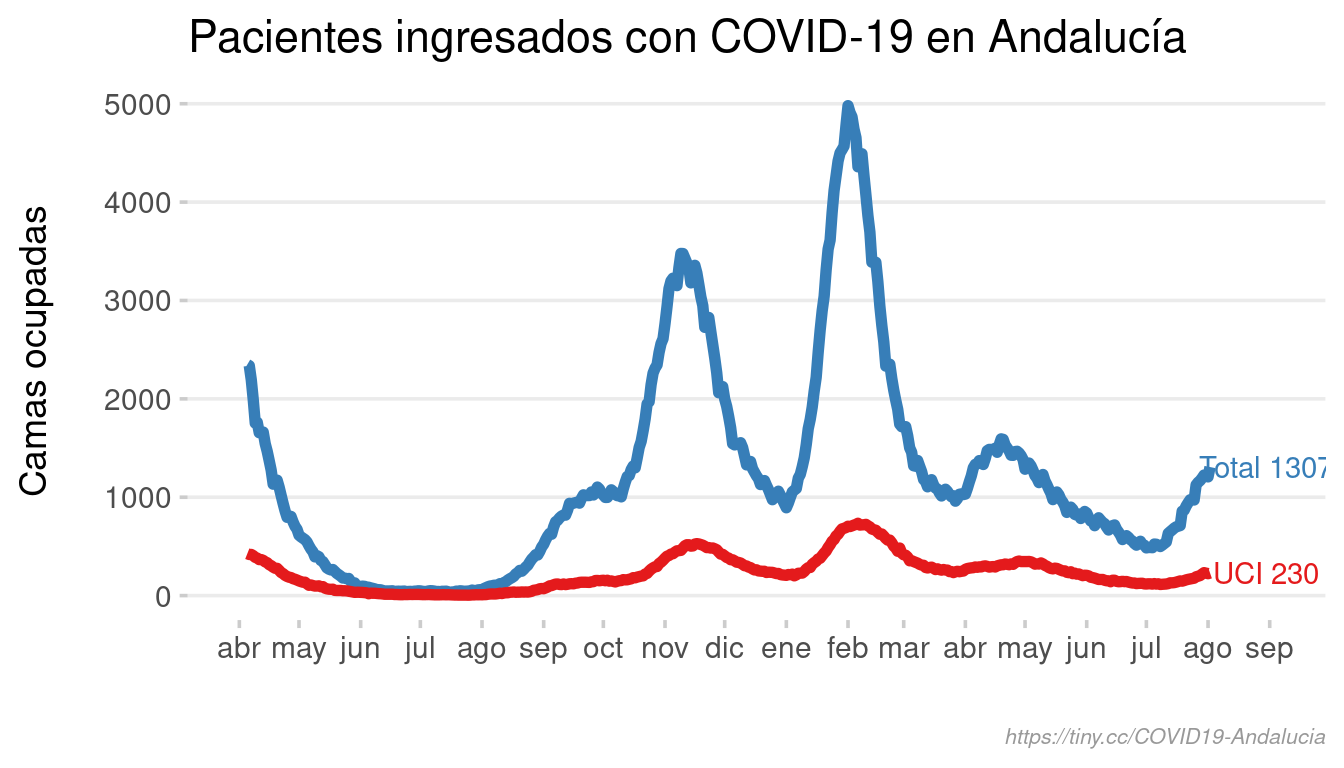 Pacientes ingresados con COVID-19 en Andalucía
Camas ocupadas
5000
4000
3000
2000
1000
0
Total 1307
UCI 230
abr may jun jul ago sep oct nov dic ene feb mar abr may jun jul ago sep
https://tiny.cc/COVID19-Andalucia